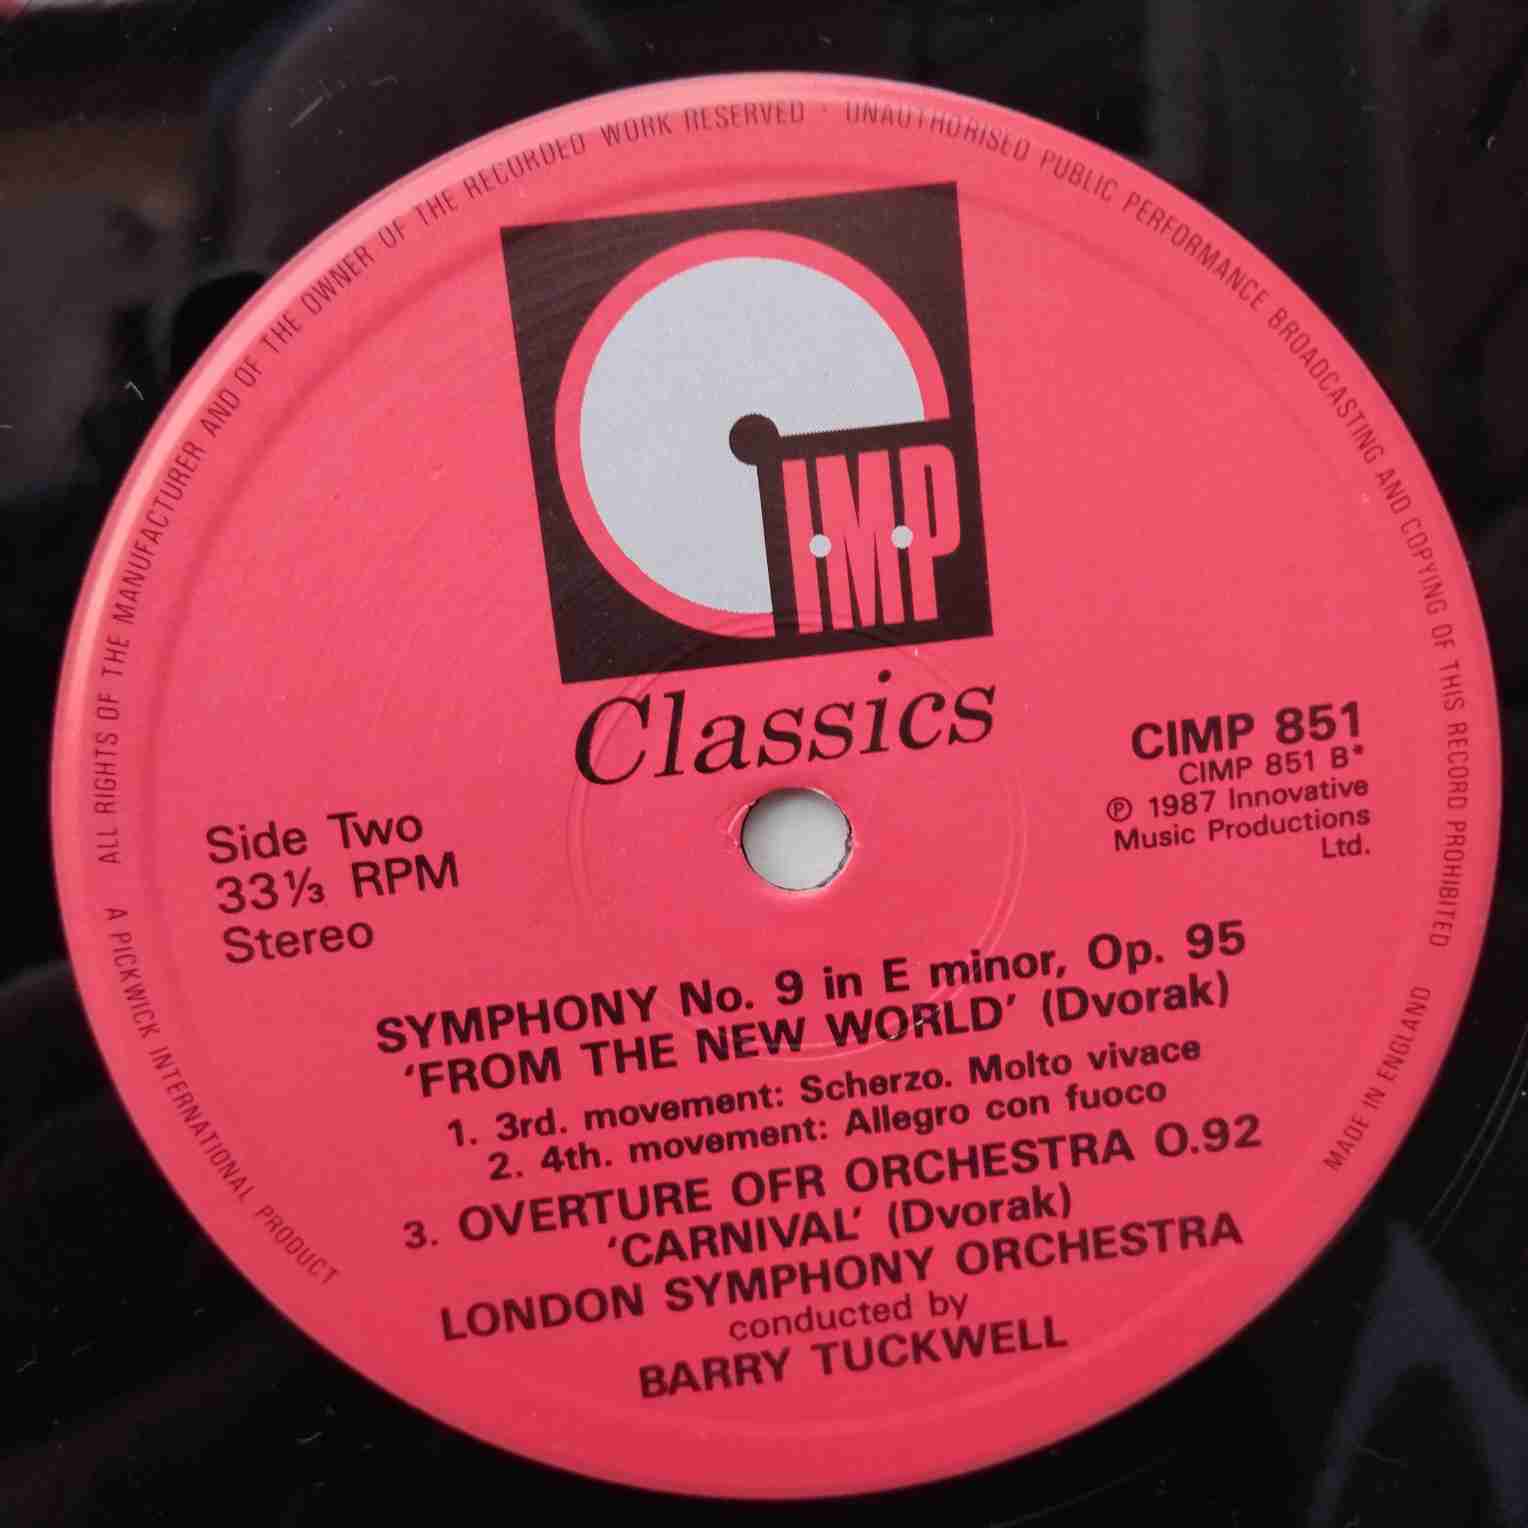 ALL RIGHTS OF THE MANUFACTURER AND OF THE OWNER OF THE RECORDED WORK RESERVED · UNAUTHORISED PUBLIC PERFORMANCE BROADCASTING AND COPYING OF THIS RECORD PROHIBITED
I·M·P
Classics
CIMP 851
CIMP 851 B*
Ⓟ 1987 Innovative
Music Productions
Ltd.
Side Two
33⅓ RPM
Stereo
SYMPHONY No. 9 in E minor, Op. 95
'FROM THE NEW WORLD' (Dvorak)
1. 3rd. movement: Scherzo. Molto vivace
2. 4th. movement: Allegro con fuoco
3. OVERTURE OFR ORCHESTRA O.92
'CARNIVAL' (Dvorak)
LONDON SYMPHONY ORCHESTRA
conducted by
BARRY TUCKWELL
A PICKWICK INTERNATIONAL PRODUCT
MADE IN ENGLAND